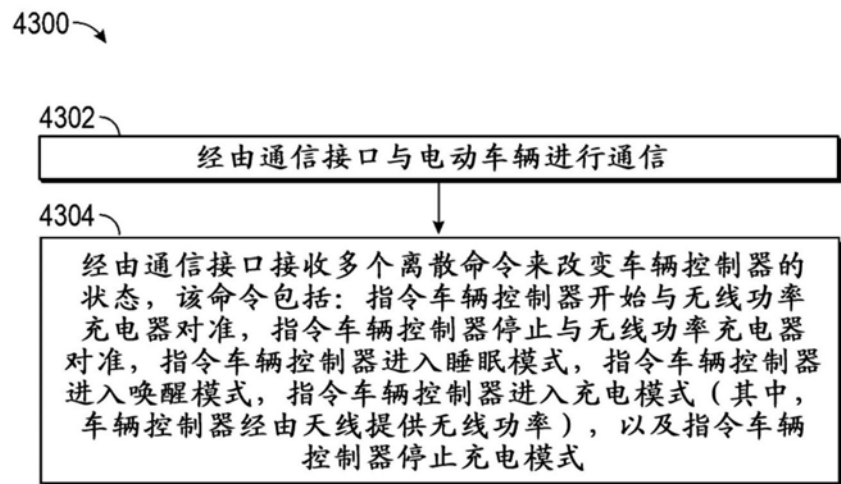 4300
4302
经由通信接口与电动车辆进行通信
4304
经由通信接口接收多个离散命令来改变车辆控制器的
状态，该命令包括：指令车辆控制器开始与无线功率
充电器对准，指令车辆控制器停止与无线功率充电器
对准，指令车辆控制器进入睡眠模式，指令车辆控制器
进入唤醒模式，指令车辆控制器进入充电模式（其中，
车辆控制器经由天线提供无线功率），以及指令车辆
控制器停止充电模式